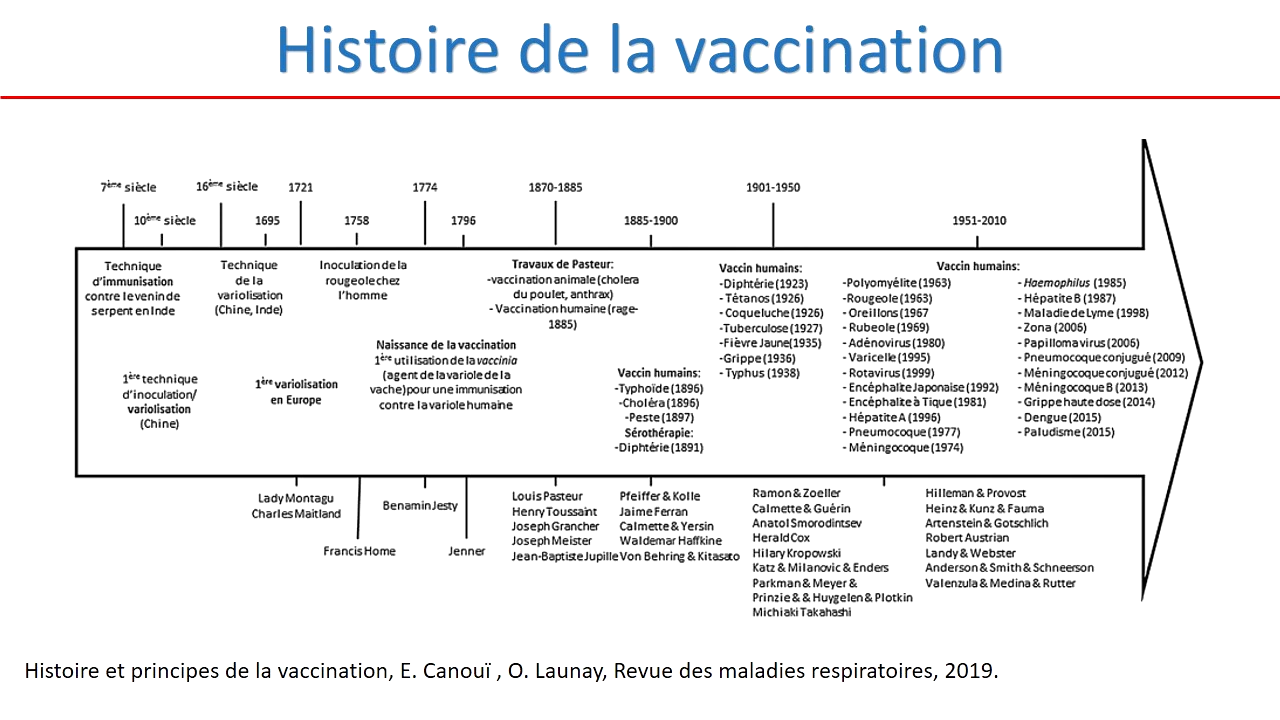 Histoire de la vaccination
7ème siècle
16ème siècle
1721
1774
1870-1885
1901-1950
10ème siècle
1695
1758
1796
1885-1900
1951-2010
Technique
d'immunisation
contre le venin de
serpent en Inde
1ère technique
d'inoculation/
variolisation
(Chine)
Technique
de la
variolisation
(Chine, Inde)
1ère variolisation
en Europe
Inoculation de la
rougeole chez
l'homme
Naissance de la vaccination
1ère utilisation de la vaccinia
(agent de la variole de la
vache) pour une immunisation
contre la variole humaine
Travaux de Pasteur:
-vaccination animale (cholera
du poulet, anthrax)
- Vaccination humaine (rage-
1885)
Vaccin humains:
-Typhoïde (1896)
-Choléra (1896)
-Peste (1897)
Sérothérapie:
-Diphtérie (1891)
Vaccin humains:
-Diphtérie (1923)
- Tétanos (1926)
- Coqueluche (1926)
-Tuberculose (1927)
-Fièvre Jaune (1935)
-Grippe (1936)
- Typhus (1938)
Vaccin humains:
-Polyomyélite (1963)
-Rougeole (1963)
- Oreillons (1967
- Rubeole (1969)
- Adénovirus (1980)
- Varicelle (1995)
- Rotavirus (1999)
- Encéphalite Japonaise (1992)
- Encéphalite à Tique (1981)
- Hépatite A (1996)
- Pneumocoque (1977)
- Méningocoque (1974)
- Haemophilus (1985)
- Hépatite B (1987)
- Maladie de Lyme (1998)
- Zona (2006)
- Papilloma virus (2006)
- Pneumocoque conjugué (2009)
- Méningocoque conjugué (2012)
- Méningocoque B (2013)
- Grippe haute dose (2014)
- Dengue (2015)
- Paludisme (2015)
Lady Montagu
Charles Maitland
Francis Home
Benamin Jesty
Jenner
Louis Pasteur
Henry Toussaint
Joseph Grancher
Joseph Meister
Jean-Baptiste Jupille
Pfeiffer & Kolle
Jaime Ferran
Calmette & Yersin
Waldemar Haffkine
Von Behring & Kitasato
Ramon & Zoeller
Calmette & Guérin
Anatol Smorodintsev
Herald Cox
Hilary Kropowski
Katz & Milanovic & Enders
Parkman & Meyer &
Prinzie & & Huygelen & Plotkin
Michiaki Takahashi
Hilleman & Provost
Heinz & Kunz & Fauma
Artenstein & Gotschlich
Robert Austrian
Landy & Webster
Anderson & Smith & Schneerson
Valenzula & Medina & Rutter
Histoire et principes de la vaccination, E. Canouï , O. Launay, Revue des maladies respiratoires, 2019.